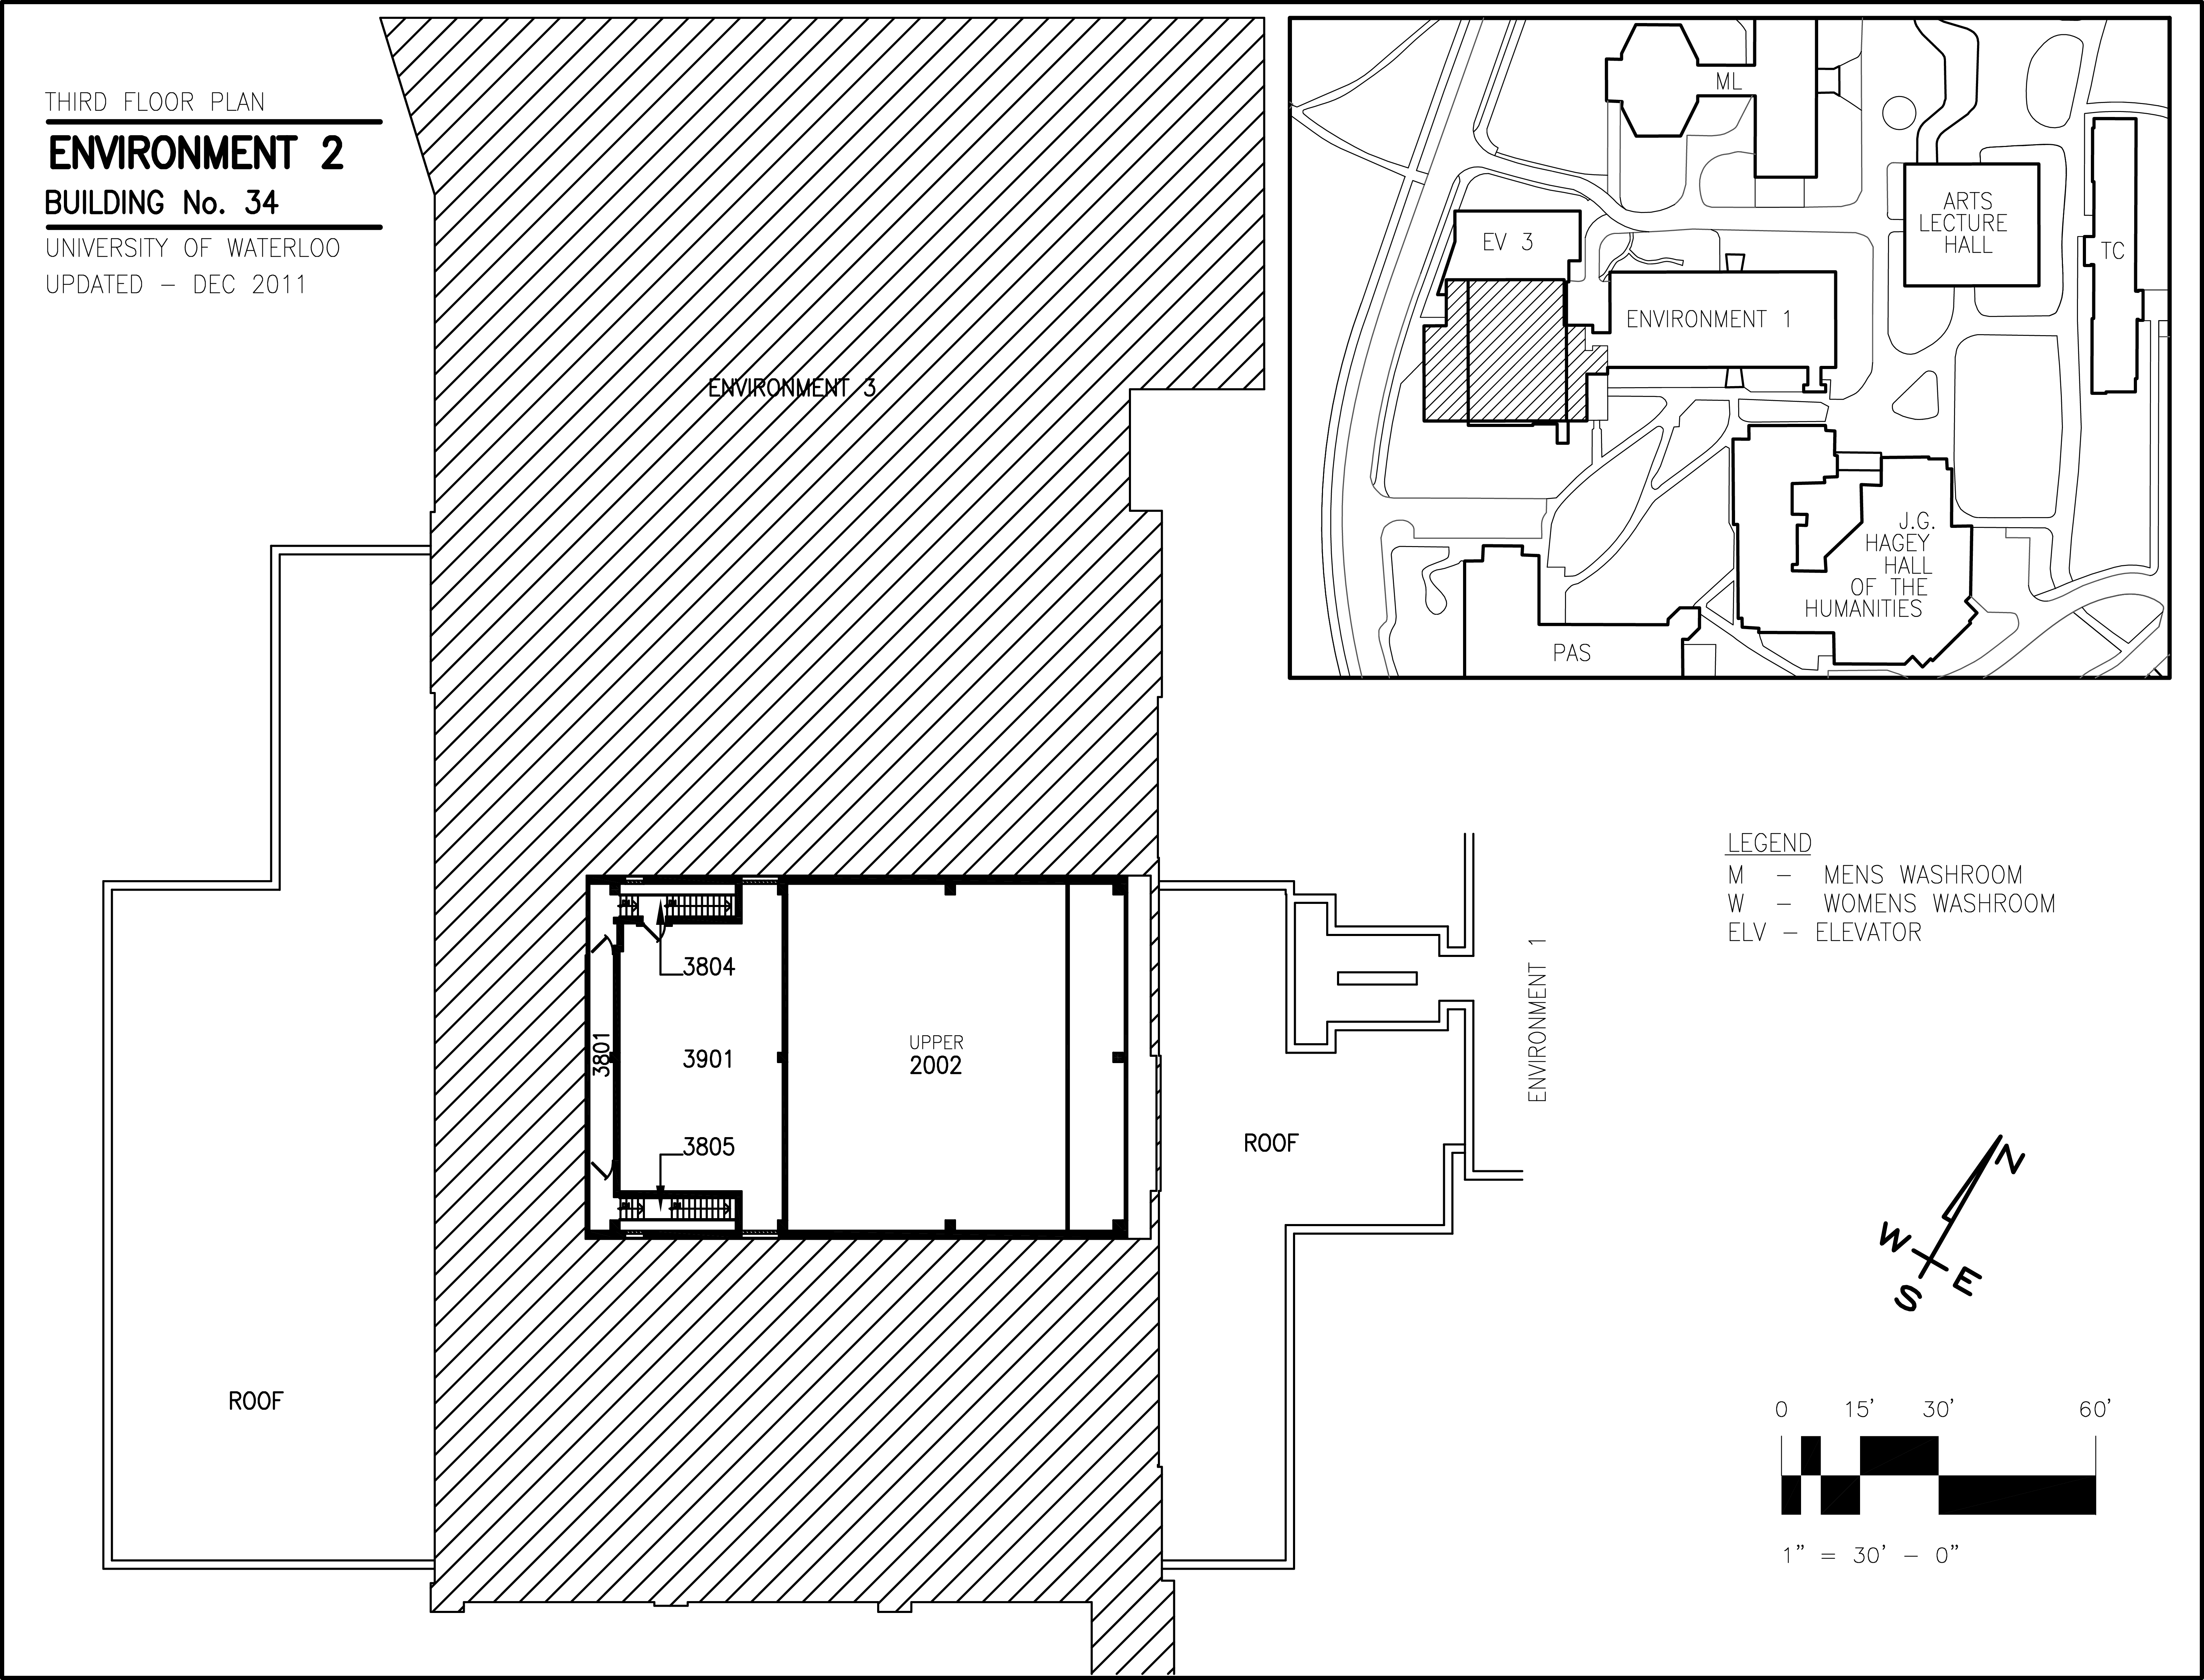 THIRD FLOOR PLAN
ENVIRONMENT 2
BUILDING No. 34
UNIVERSITY OF WATERLOO
UPDATED – DEC 2011
ENVIRONMENT 3
ML
ARTS
LECTURE
HALL
TC
EV 3
ENVIRONMENT 1
J.G.
HAGEY
HALL
OF THE
HUMANITIES
PAS
LEGEND
M – MENS WASHROOM
W – WOMENS WASHROOM
ELV – ELEVATOR
3804
3801
3901
3805
UPPER
2002
ROOF
ENVIRONMENT 1
ROOF
N
W
E
S
0 15' 30' 60'
1" = 30' – 0"